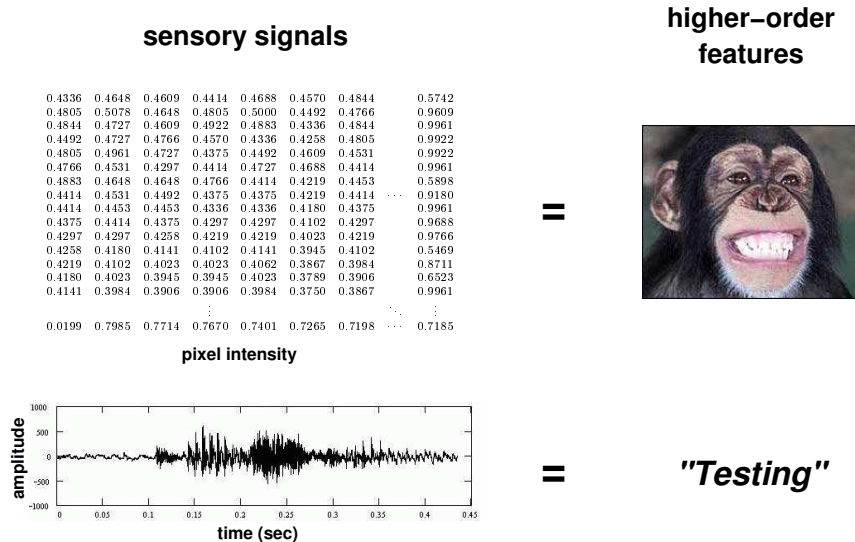 sensory signals
higher–order
features
0.4336 0.4648 0.4609 0.4414 0.4688 0.4570 0.4844 0.5742
0.4805 0.5078 0.4648 0.4805 0.5000 0.4492 0.4766 0.9609
0.4844 0.4727 0.4609 0.4922 0.4883 0.4336 0.4844 0.9961
0.4492 0.4727 0.4766 0.4570 0.4336 0.4258 0.4805 0.9922
0.4805 0.4961 0.4727 0.4375 0.4492 0.4609 0.4531 0.9922
0.4766 0.4531 0.4297 0.4414 0.4727 0.4688 0.4414 0.9961
0.4883 0.4648 0.4648 0.4766 0.4414 0.4219 0.4453 0.5898
0.4414 0.4531 0.4492 0.4375 0.4375 0.4219 0.4414 ⋯ 0.9180
0.4414 0.4453 0.4453 0.4336 0.4336 0.4180 0.4375 0.9961
0.4375 0.4414 0.4375 0.4297 0.4297 0.4102 0.4297 0.9688
0.4297 0.4297 0.4258 0.4219 0.4219 0.4023 0.4219 0.9766
0.4258 0.4180 0.4141 0.4102 0.4141 0.3945 0.4102 0.5469
0.4219 0.4102 0.4023 0.4023 0.4062 0.3867 0.3984 0.8711
0.4180 0.4023 0.3945 0.3945 0.4023 0.3789 0.3906 0.6523
0.4141 0.3984 0.3906 0.3906 0.3984 0.3750 0.3867 0.9961
⋮ ⋱ ⋮
0.0199 0.7985 0.7714 0.7670 0.7401 0.7265 0.7198 ⋯ 0.7185
=
pixel intensity
1000
500
0
-500
-1000
amplitude
0 0.05 0.1 0.15 0.2 0.25 0.3 0.35 0.4 0.45
time (sec)
=
"Testing"